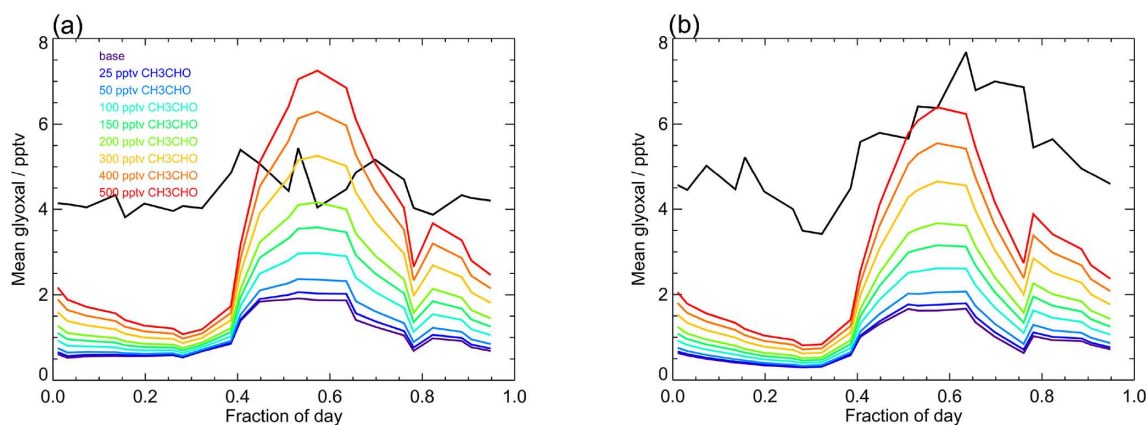 (a)
8
6
4
2
0
Mean glyoxal / pptv
base
25 pptv CH3CHO
50 pptv CH3CHO
100 pptv CH3CHO
150 pptv CH3CHO
200 pptv CH3CHO
300 pptv CH3CHO
400 pptv CH3CHO
500 pptv CH3CHO
0.0 0.2 0.4 0.6 0.8 1.0
Fraction of day
(b)
8
6
4
2
0
Mean glyoxal / pptv
0.0 0.2 0.4 0.6 0.8 1.0
Fraction of day